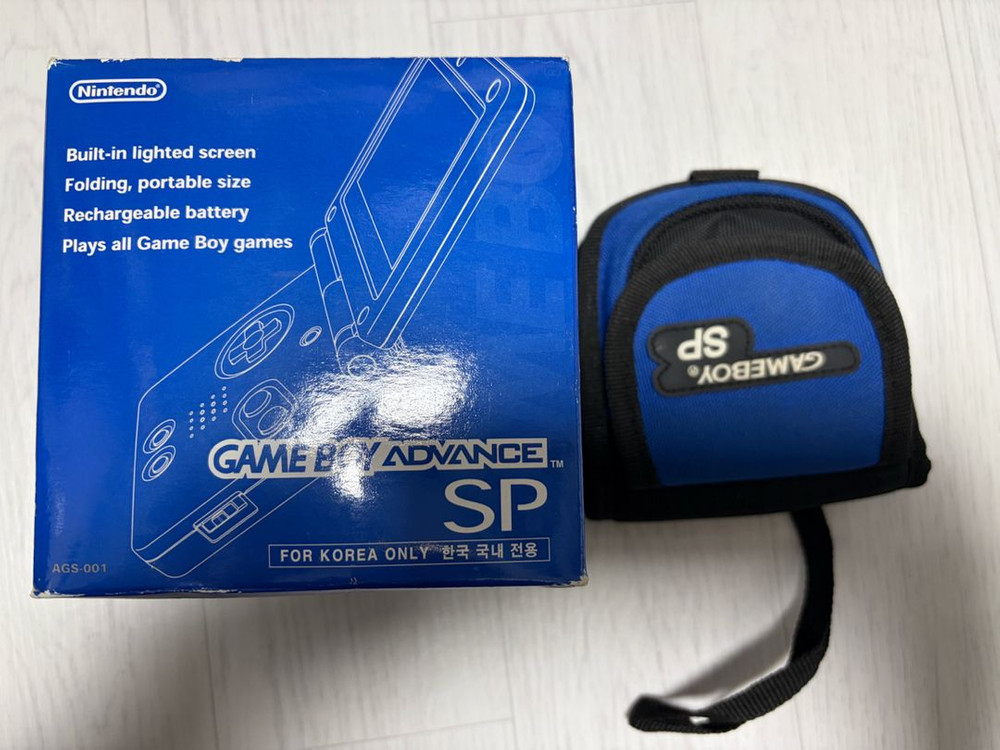 Nintendo®
Built-in lighted screen
Folding, portable size
Rechargeable battery
Plays all Game Boy games
GAME BOY ADVANCE™
SP
FOR KOREA ONLY 한국 국내 전용
AGS-001
GAMEBOY®
SP